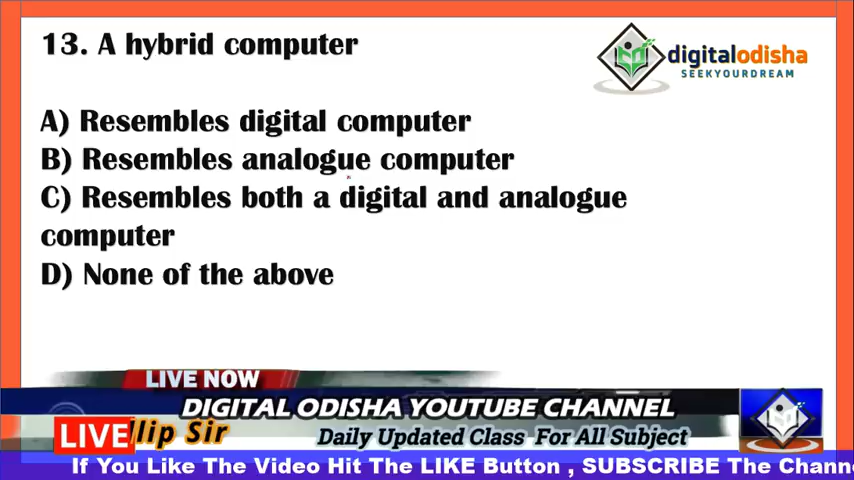 13. A hybrid computer
digitalodisha
SEEKYOURDREAM
A) Resembles digital computer
B) Resembles analogue computer
C) Resembles both a digital and analogue
computer
D) None of the above
LIVE NOW
DIGITAL ODISHA YOUTUBE CHANNEL
LIVE
Sir
Daily Updated Class For All Subject
If You Like The Video Hit The LIKE Button , SUBSCRIBE The